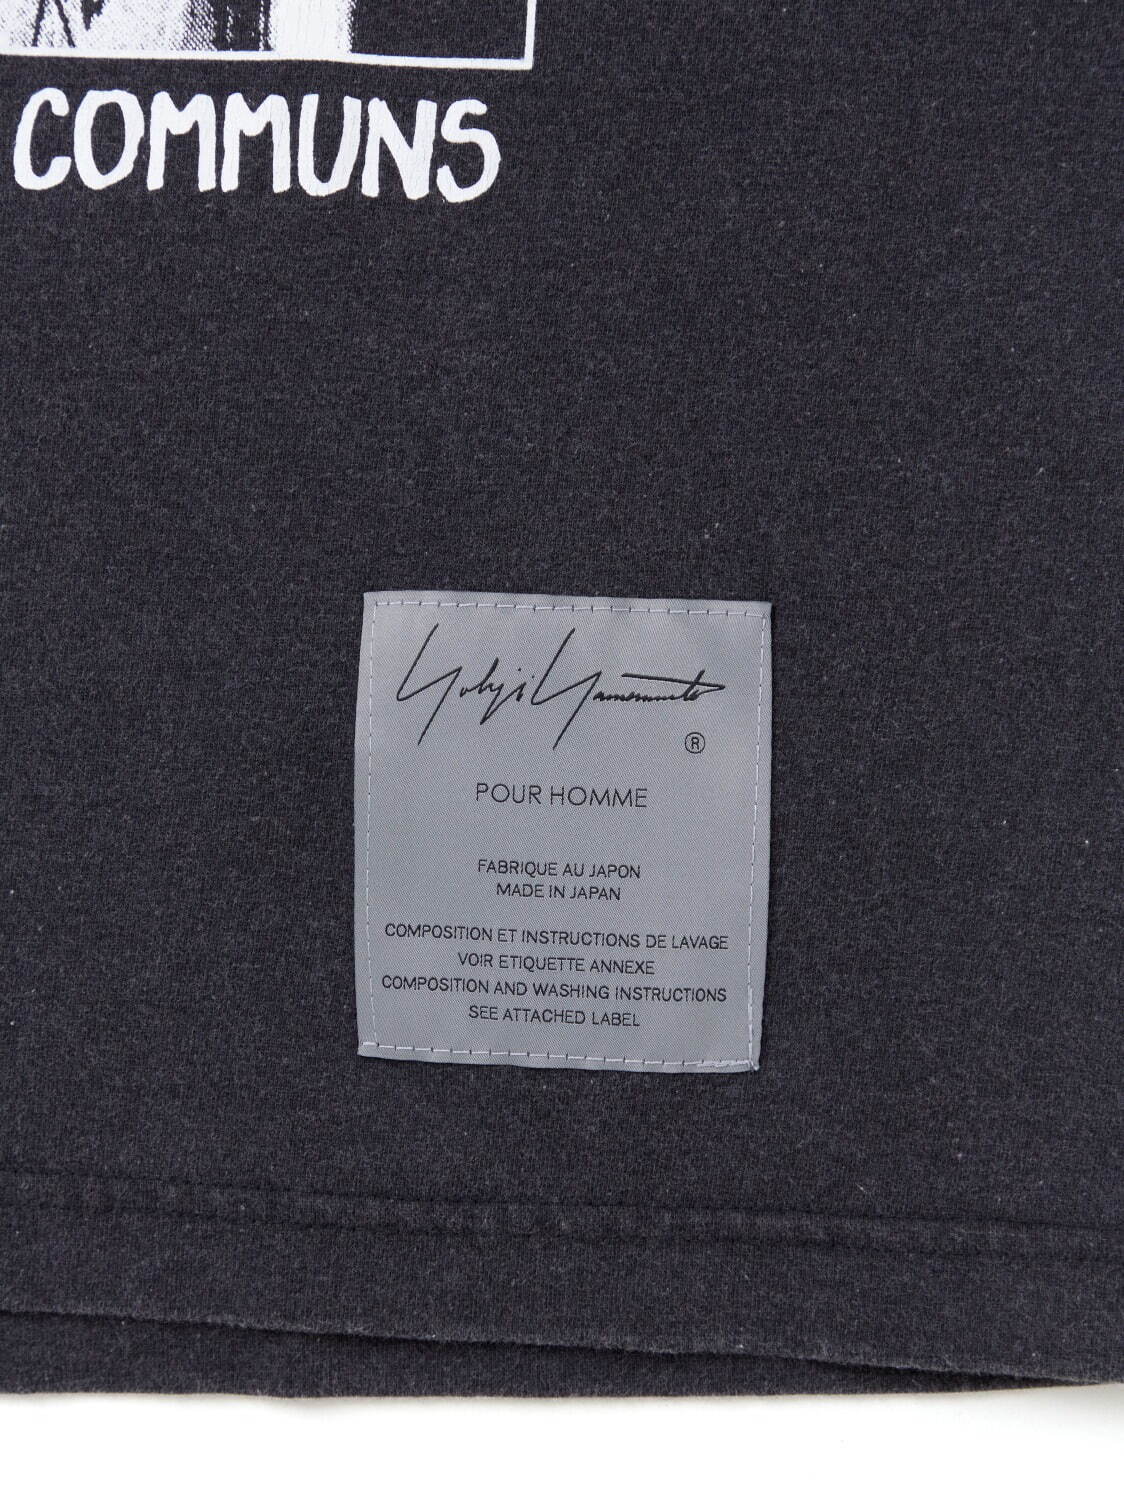 COMMUNS
Yohji Yamamoto
®
POUR HOMME
FABRIQUE AU JAPON
MADE IN JAPAN
COMPOSITION ET INSTRUCTIONS DE LAVAGE
VOIR ETIQUETTE ANNEXE
COMPOSITION AND WASHING INSTRUCTIONS
SEE ATTACHED LABEL